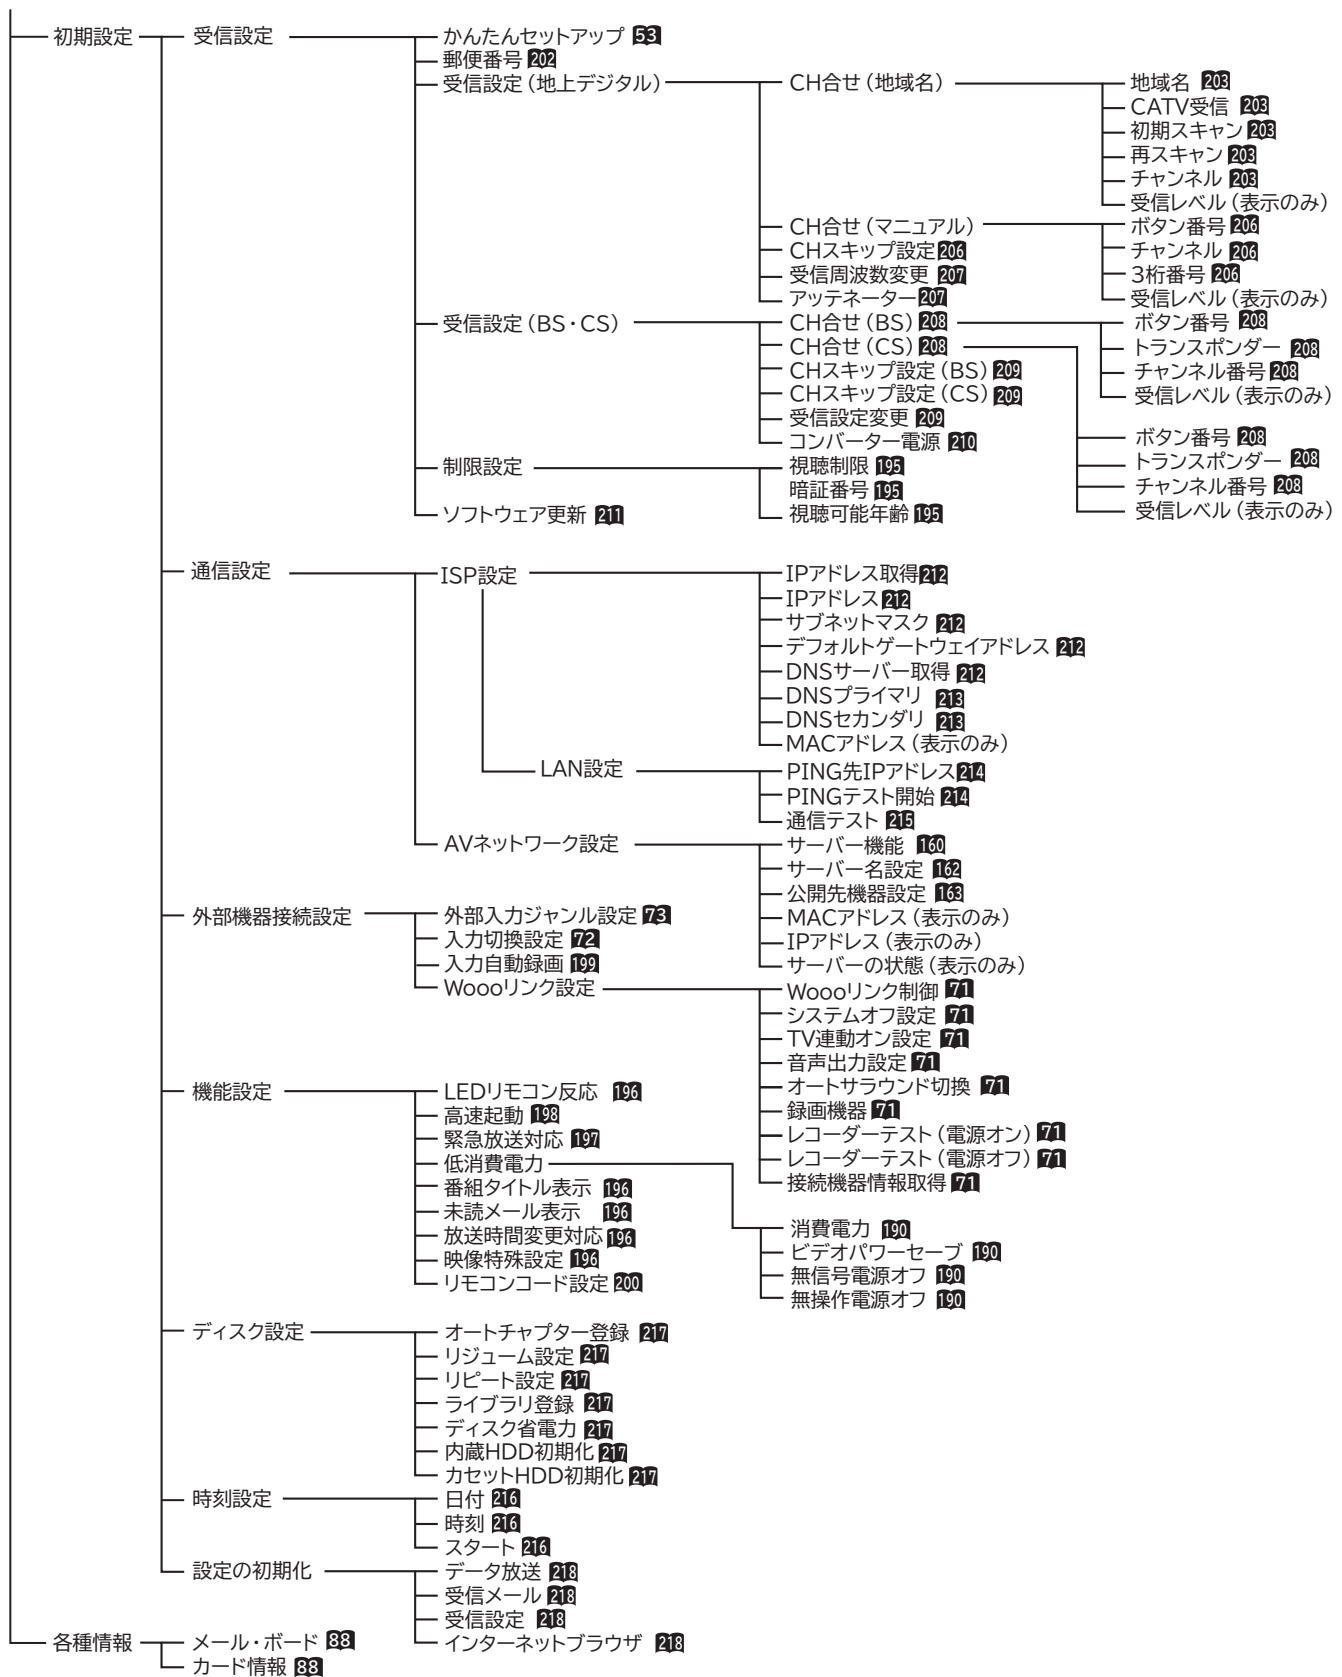 初期設定
受信設定
かんたんセットアップ 53
郵便番号 202
受信設定（地上デジタル）
CH合せ（地域名）
地域名 203
CATV受信 203
初期スキャン 203
再スキャン 203
チャンネル 203
受信レベル（表示のみ）
CH合せ（マニュアル）
ボタン番号 206
チャンネル 206
3桁番号 206
受信レベル（表示のみ）
CHスキップ設定 206
受信周波数変更 207
アッテネーター 207
受信設定（BS・CS）
CH合せ（BS） 208
ボタン番号 208
トランスポンダー 208
チャンネル番号 208
受信レベル（表示のみ）
CH合せ（CS） 208
ボタン番号 208
トランスポンダー 208
チャンネル番号 208
受信レベル（表示のみ）
CHスキップ設定（BS） 209
CHスキップ設定（CS） 209
受信設定変更 209
コンバーター電源 210
制限設定
視聴制限 195
暗証番号 195
視聴可能年齢 195
ソフトウェア更新 211
通信設定
ISP設定
IPアドレス取得 212
IPアドレス 212
サブネットマスク 212
デフォルトゲートウェイアドレス 212
DNSサーバー取得 212
DNSプライマリ 213
DNSセカンダリ 213
MACアドレス（表示のみ）
LAN設定
PING先IPアドレス 214
PINGテスト開始 214
通信テスト 215
AVネットワーク設定
サーバー機能 160
サーバー名設定 162
公開先機器設定 163
MACアドレス（表示のみ）
IPアドレス（表示のみ）
サーバーの状態（表示のみ）
外部機器接続設定
外部入力ジャンル設定 73
入力切換設定 72
入力自動録画 199
Woooリンク設定
Woooリンク制御 71
システムオフ設定 71
TV連動オン設定 71
音声出力設定 71
オートサラウンド切換 71
録画機器 71
レコーダーテスト（電源オン） 71
レコーダーテスト（電源オフ） 71
接続機器情報取得 71
機能設定
LEDリモコン反応 196
高速起動 198
緊急放送対応 197
低消費電力
消費電力 190
ビデオパワーセーブ 190
無信号電源オフ 190
無操作電源オフ 190
番組タイトル表示 196
未読メール表示 196
放送時間変更対応 196
映像特殊設定 196
リモコンコード設定 200
ディスク設定
オートチャプター登録 217
リジューム設定 217
リピート設定 217
ライブラリ登録 217
ディスク省電力 217
内蔵HDD初期化 217
カセットHDD初期化 217
時刻設定
日付 216
時刻 216
スタート 216
設定の初期化
データ放送 218
受信メール 218
受信設定 218
インターネットブラウザ 218
各種情報
メール・ボード 88
カード情報 88